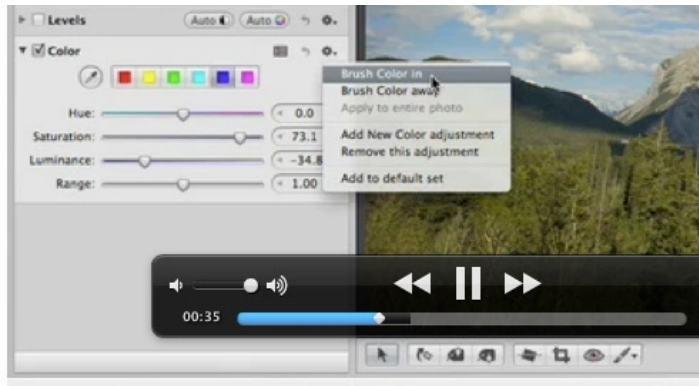 Levels Auto Auto
Color
Hue: 0.0
Saturation: 73.1
Luminance: -34.8
Range: 1.00
Brush Color in
Brush Color away
Apply to entire photo
Add New Color adjustment
Remove this adjustment
Add to default set
00:35